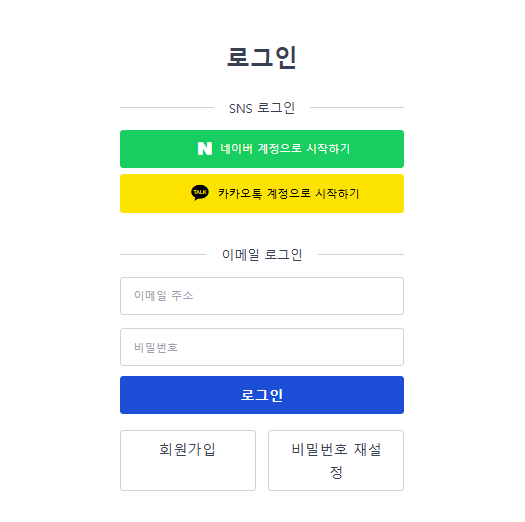 로그인
SNS 로그인
N 네이버 계정으로 시작하기
TALK 카카오톡 계정으로 시작하기
이메일 로그인
이메일 주소
비밀번호
로그인
회원가입
비밀번호 재설
정